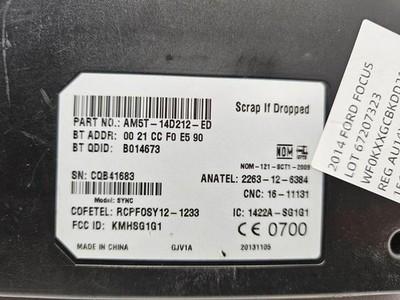 Scrap If Dropped
PART NO.: AM5T-14D212-ED
BT ADDR: 00 21 CC F0 E5 90
BT QDID: B014673
NOM
NOM-121-SCT1-2009
SN: CQB41683
ANATEL: 2263-12-6384
Model: SYNC
CNC: 16-11131
COFETEL: RCPFOSY12-1233
IC: 1422A-SG1G1
FCC ID: KMHSG1G1
CE 0700
MADE IN CHINA
GJV1A
20131105
2014 FORD FOCUS
LOT 67207323